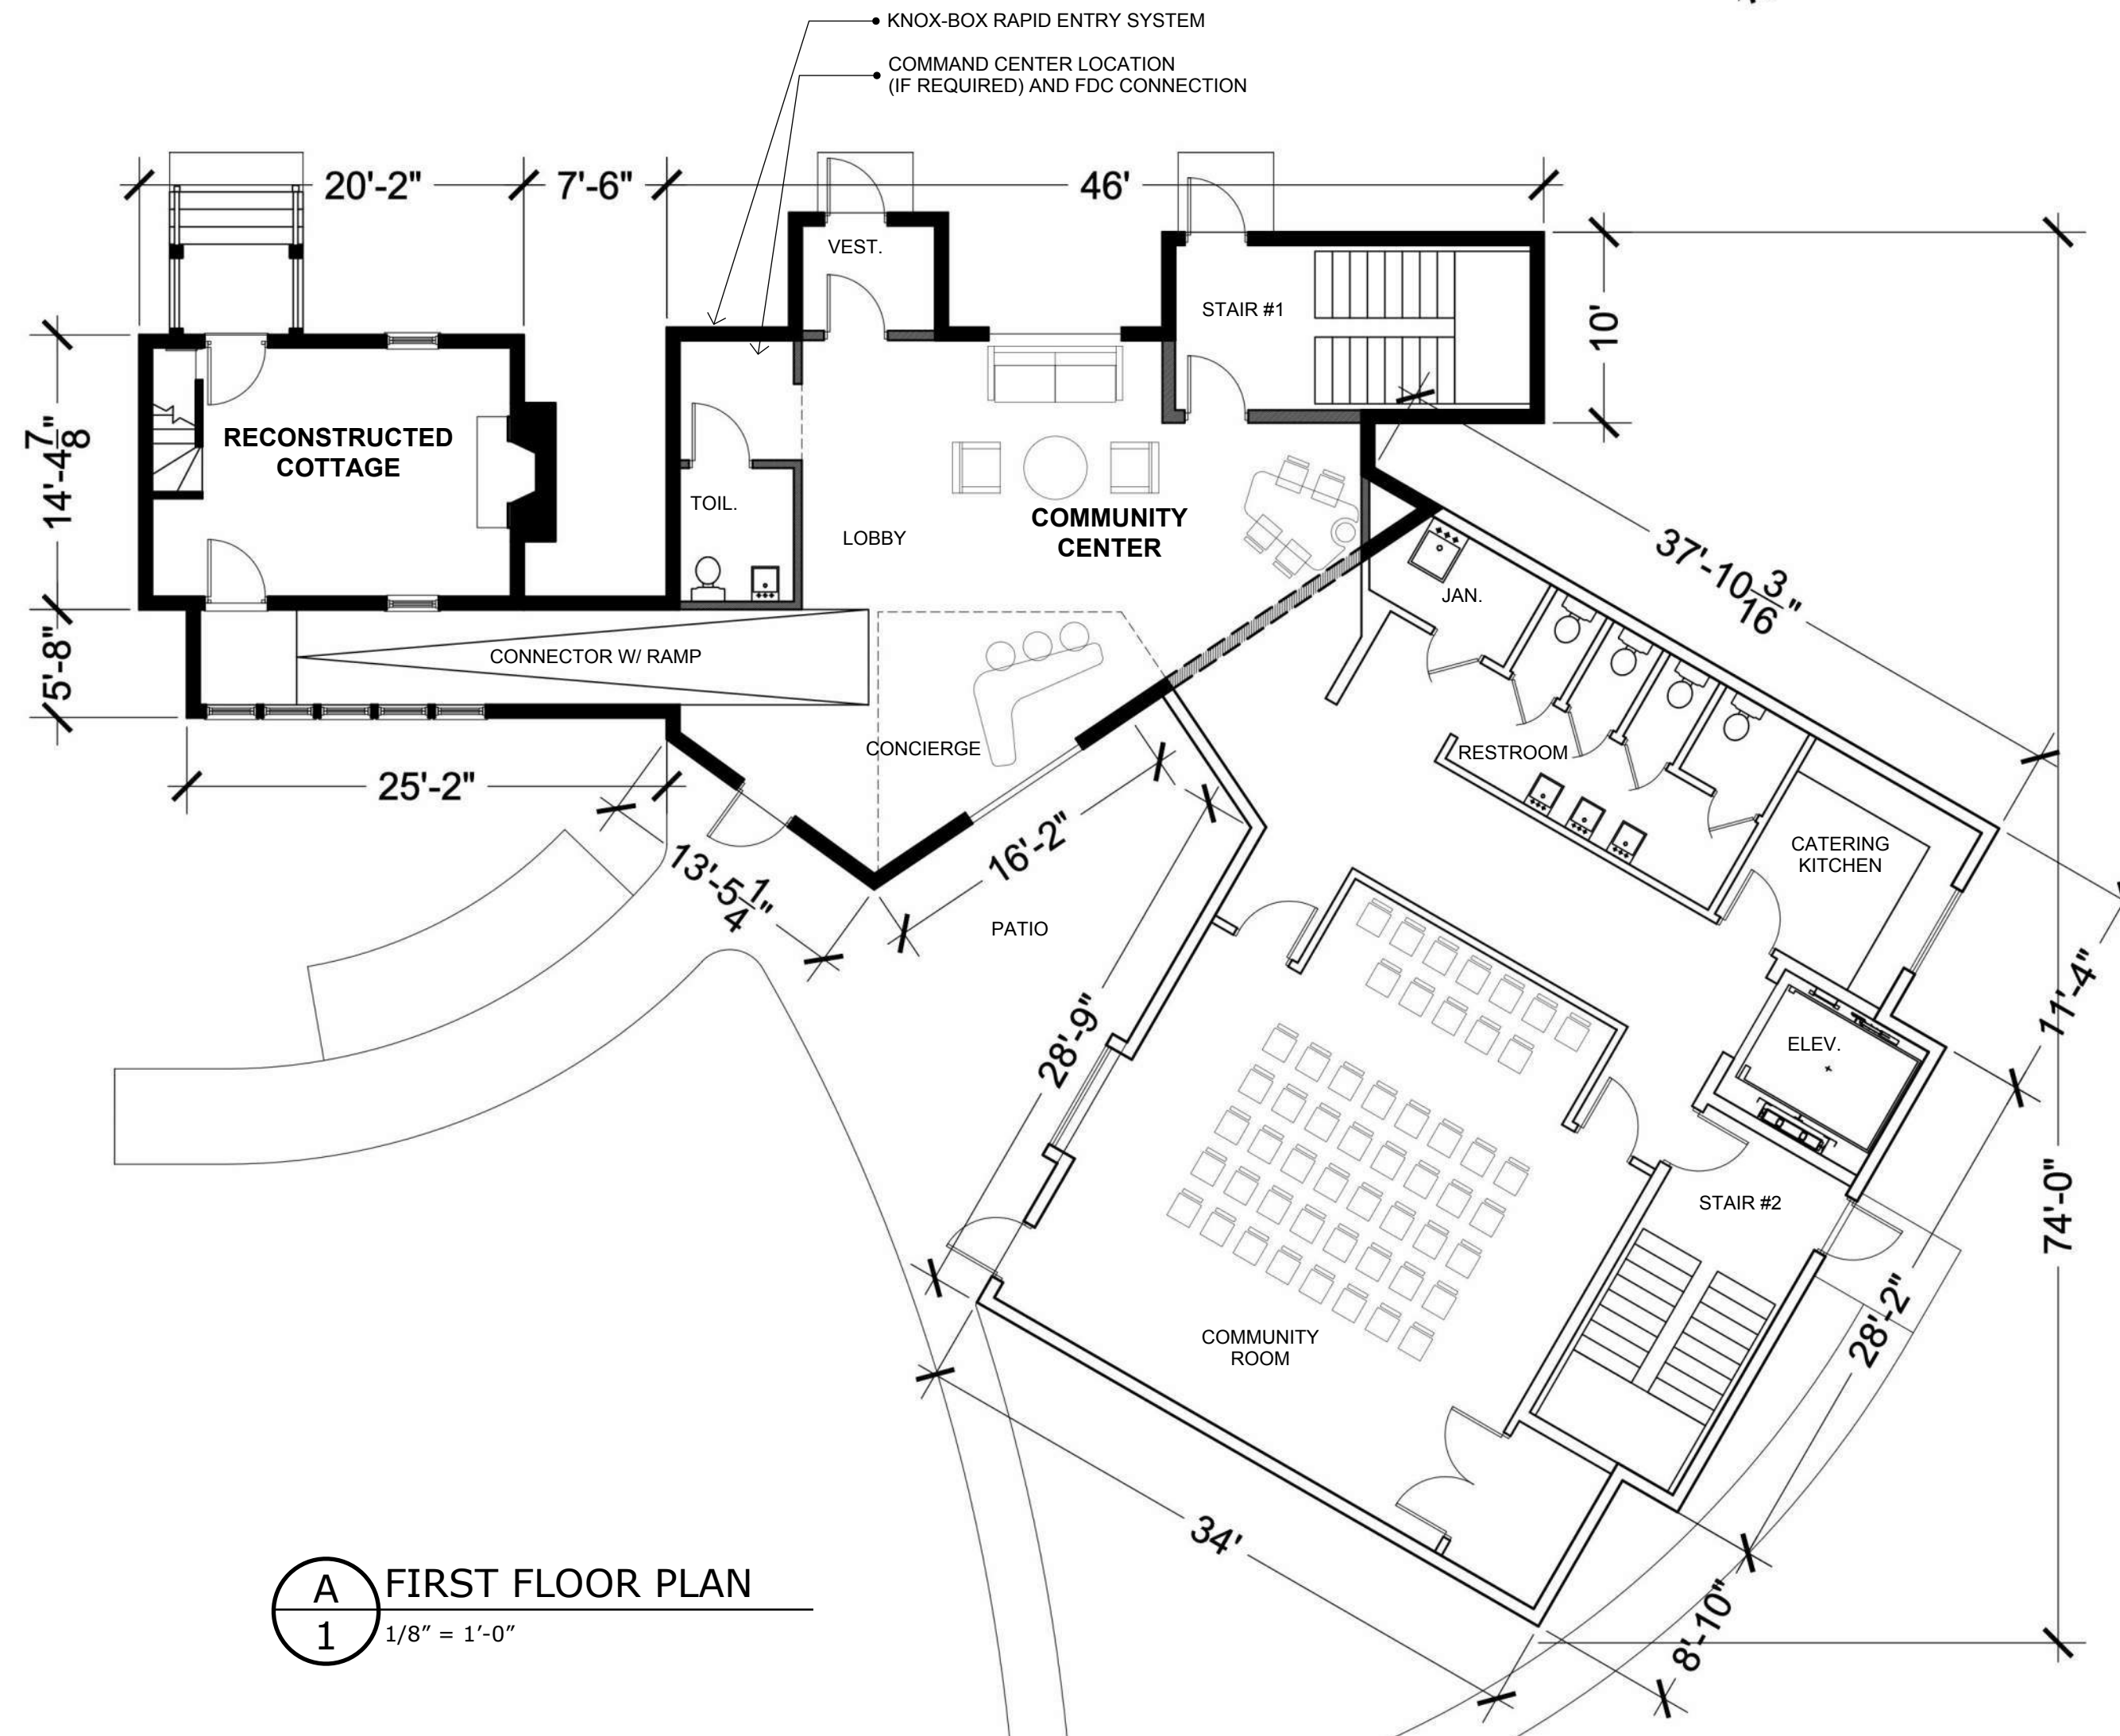 KNOX-BOX RAPID ENTRY SYSTEM
COMMAND CENTER LOCATION
(IF REQUIRED) AND FDC CONNECTION
20'-2"
7'-6"
46'
VEST.
STAIR #1
10'
14'-4 7/8"
RECONSTRUCTED
COTTAGE
TOIL.
LOBBY
COMMUNITY
CENTER
37'-10 3/16"
JAN.
5'-8"
CONNECTOR W/ RAMP
CONCIERGE
RESTROOM
25'-2"
13'-5 1/4"
16'-2"
CATERING
KITCHEN
PATIO
28'-9"
11'-4"
ELEV.
STAIR #2
74'-0"
28'-2"
COMMUNITY
ROOM
34'
8'-10"
A
1
FIRST FLOOR PLAN
1/8" = 1'-0"